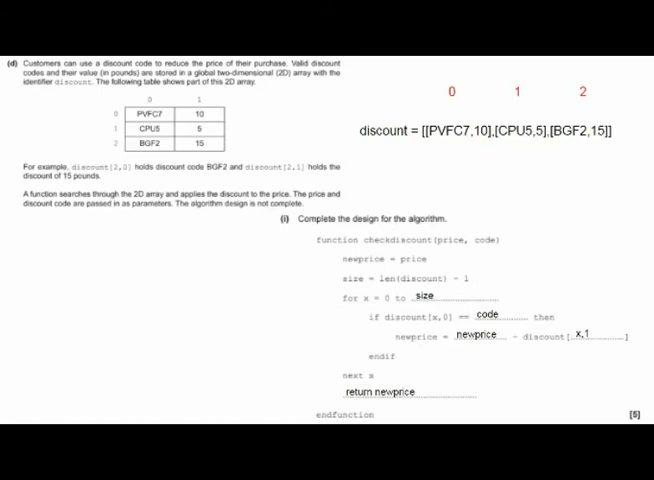 (d) Customers can use a discount code to reduce the price of their purchase. Valid discount
codes and their value (in pounds) are stored in a global two-dimensional (2D) array with the
identifier discount. The following table shows part of this 2D array.
0 1
0 PVFC7 10
1 CPU5 5
2 BGF2 15
For example, discount[2,0] holds discount code BGF2 and discount[2,1] holds the
discount of 15 pounds.
A function searches through the 2D array and applies the discount to the price. The price and
discount code are passed in as parameters. The algorithm design is not complete.
0 1 2
discount = [[PVFC7,10],[CPU5,5],[BGF2,15]]
(i) Complete the design for the algorithm.
function checkdiscount(price, code)
newprice = price
size = len(discount) - 1
for x = 0 to size
if discount[x,0] == code then
newprice = newprice - discount[x,1]
endif
next x
return newprice
endfunction
[5]